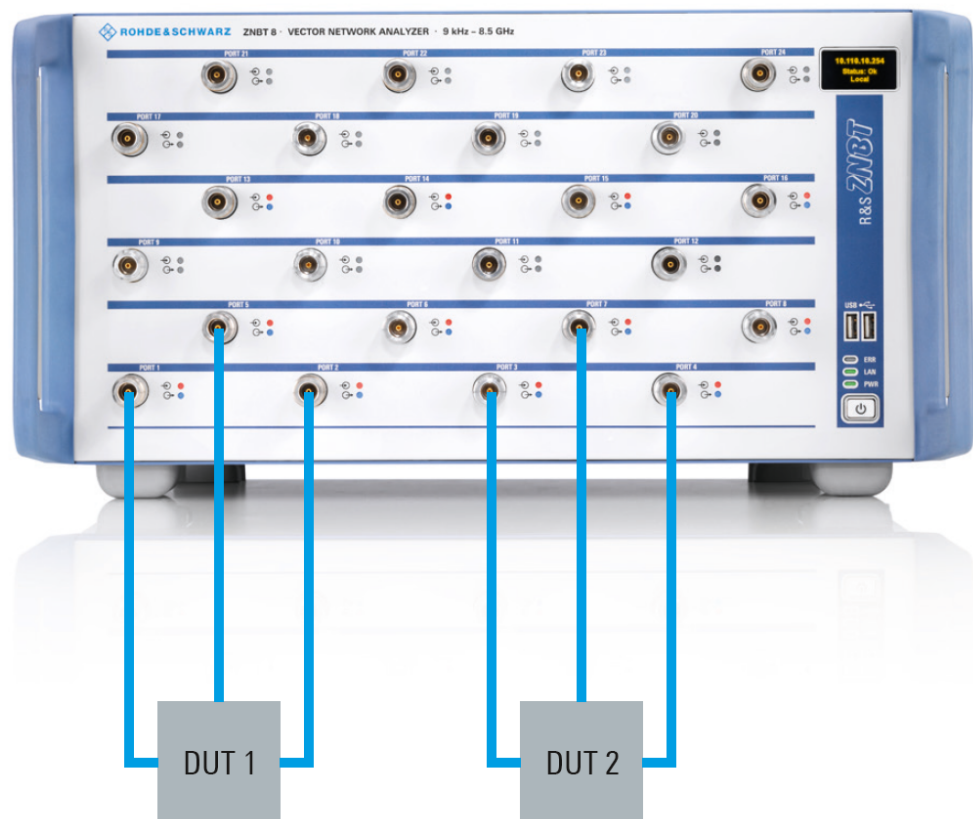 ROHDE & SCHWARZ ZNBT 8 · VECTOR NETWORK ANALYZER · 9 kHz – 8.5 GHz
PORT 21 PORT 22 PORT 23 PORT 24
10.110.10.254
Status: Ok
Local
PORT 17 PORT 18 PORT 19 PORT 20
R&S ZNBT
PORT 13 PORT 14 PORT 15 PORT 16
PORT 9 PORT 10 PORT 11 PORT 12
PORT 5 PORT 6 PORT 7 PORT 8
USB
PORT 1 PORT 2 PORT 3 PORT 4
ERR
LAN
PWR
DUT 1 DUT 2